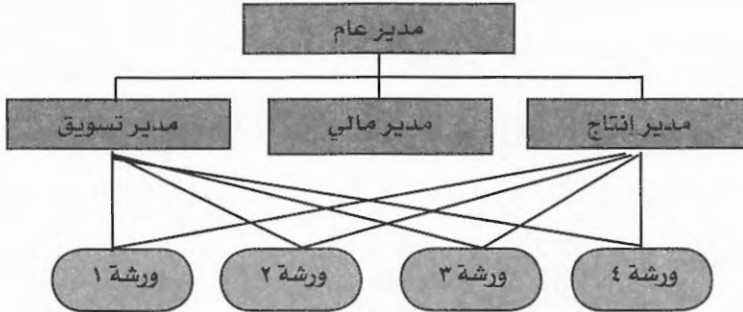 مدير عام
مدير انتاج
مدير مالي
مدير تسويق
ورشة ٤
ورشة ٣
ورشة ٢
ورشة ١